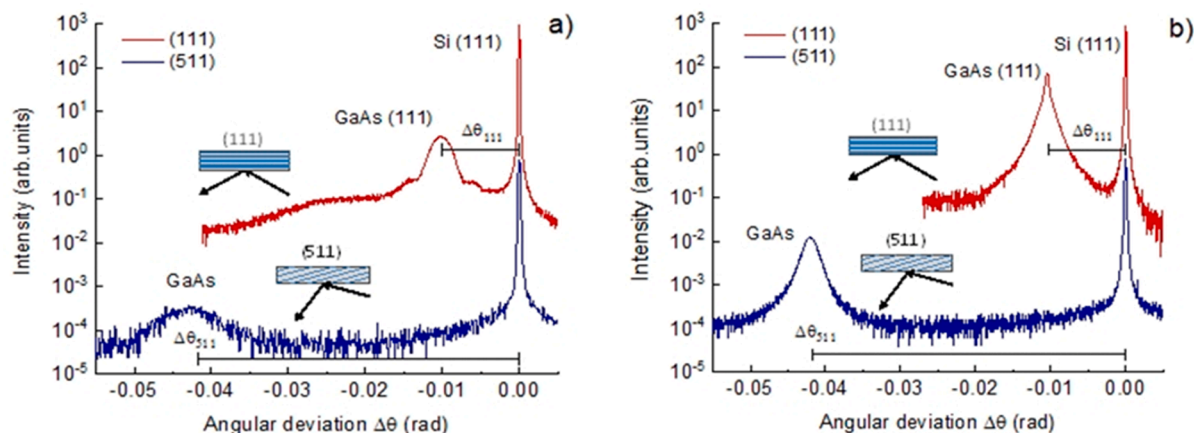 a)
(111)
(511)
Si (111)
GaAs (111)
Δθ111
(111)
(511)
GaAs
Δθ511
Intensity (arb.units)
10³
10²
10¹
10⁰
10⁻¹
10⁻²
10⁻³
10⁻⁴
10⁻⁵
-0.05 -0.04 -0.03 -0.02 -0.01 0.00
Angular deviation Δθ (rad)
b)
(111)
(511)
Si (111)
GaAs (111)
Δθ111
(111)
GaAs
(511)
Δθ511
Intensity (arb.units)
10³
10²
10¹
10⁰
10⁻¹
10⁻²
10⁻³
10⁻⁴
10⁻⁵
-0.05 -0.04 -0.03 -0.02 -0.01 0.00
Angular deviation Δθ (rad)